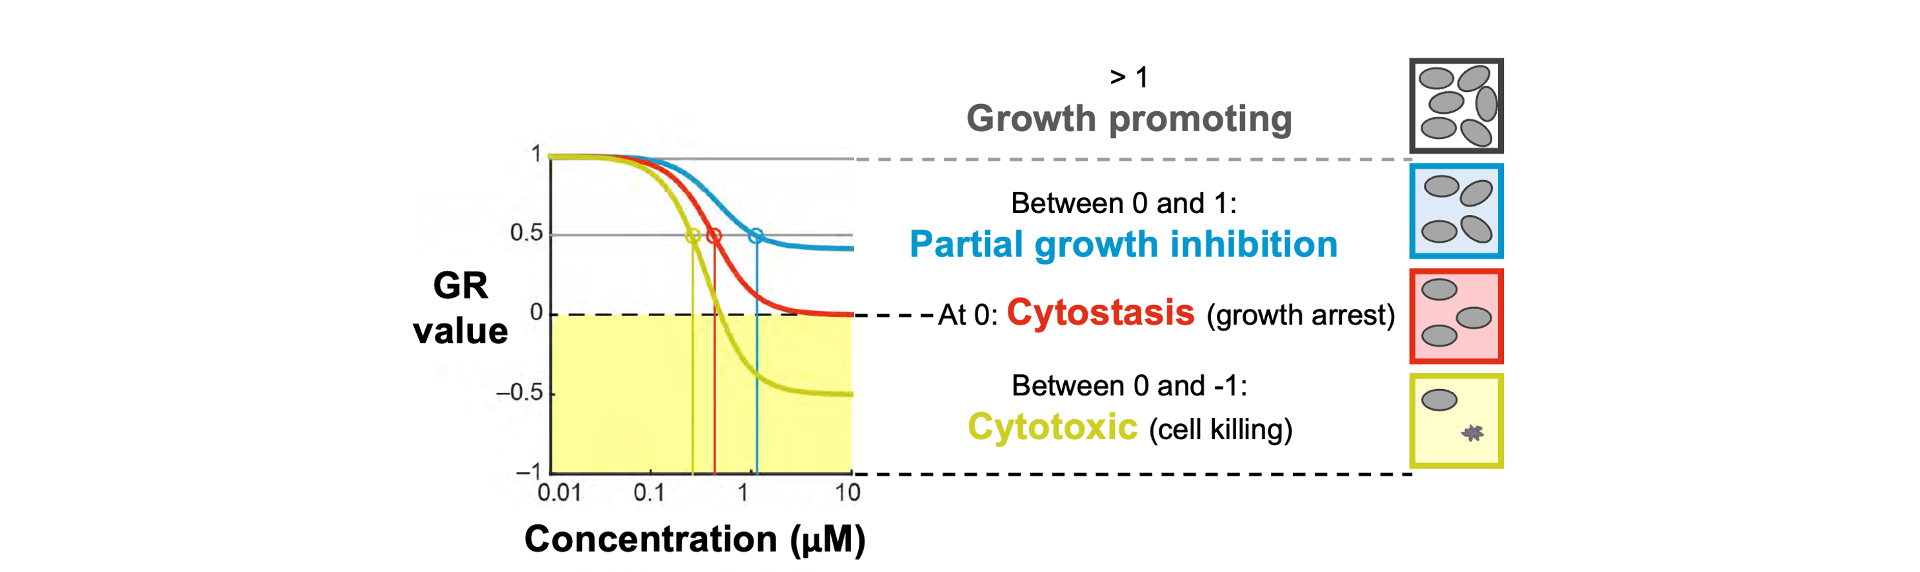 > 1
Growth promoting
1
Between 0 and 1:
0.5
Partial growth inhibition
GR
value
0
At 0: Cytostasis (growth arrest)
Between 0 and -1:
–0.5
Cytotoxic (cell killing)
–1
0.01 0.1 1 10
Concentration (μM)